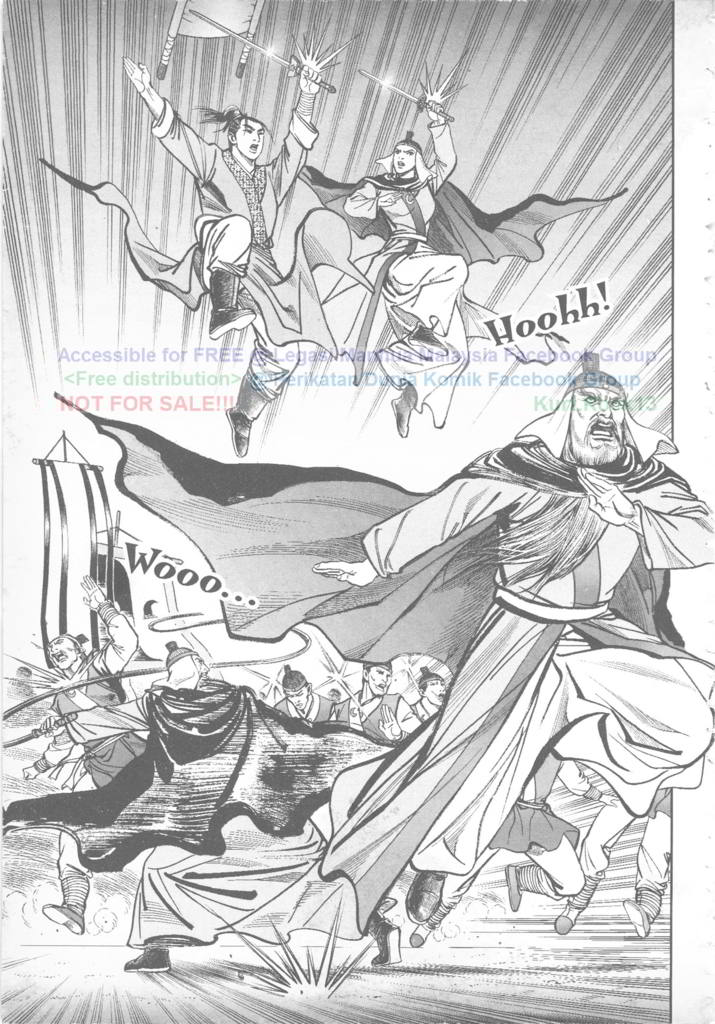 Hoohh!
Accessible for FREE @ Legasi Manhua Malaysia Facebook Group
<Free distribution> @ Perikatan Dunia Komik Facebook Group
NOT FOR SALE!!!
Wooo...